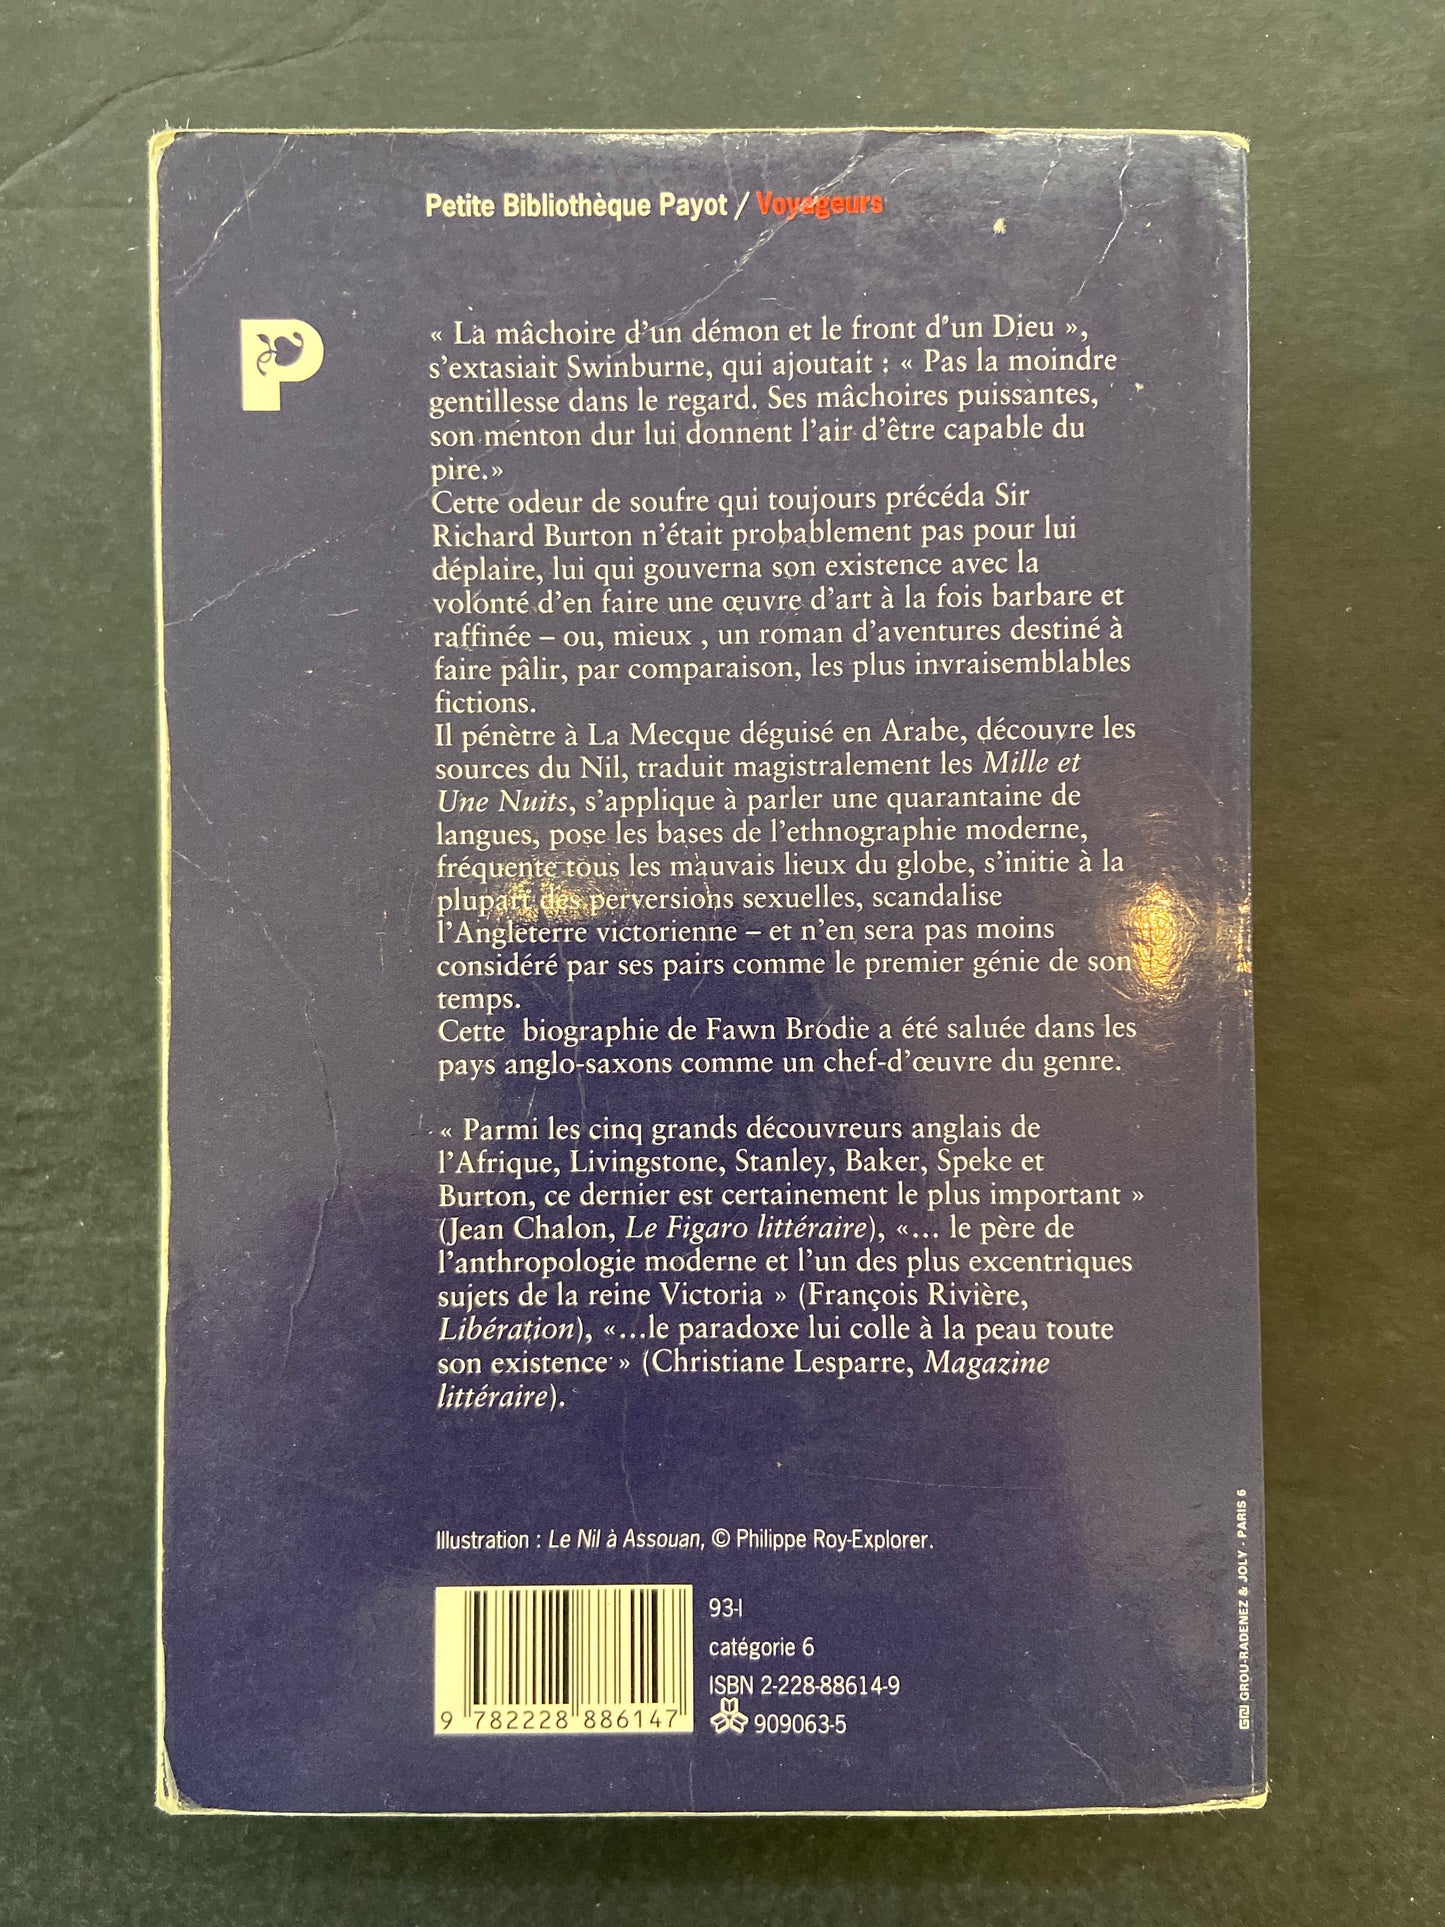 Petite Bibliothèque Payot / Voyageurs
P
« La mâchoire d'un démon et le front d'un Dieu »,
s'extasiait Swinburne, qui ajoutait : « Pas la moindre
gentillesse dans le regard. Ses mâchoires puissantes,
son menton dur lui donnent l'air d'être capable du
pire.»
Cette odeur de soufre qui toujours précéda Sir
Richard Burton n'était probablement pas pour lui
déplaire, lui qui gouverna son existence avec la
volonté d'en faire une œuvre d'art à la fois barbare et
raffinée – ou, mieux , un roman d'aventures destiné à
faire pâlir, par comparaison, les plus invraisemblables
fictions.
Il pénètre à La Mecque déguisé en Arabe, découvre les
sources du Nil, traduit magistralement les Mille et
Une Nuits, s'applique à parler une quarantaine de
langues, pose les bases de l'ethnographie moderne,
fréquente tous les mauvais lieux du globe, s'initie à la
plupart des perversions sexuelles, scandalise
l'Angleterre victorienne – et n'en sera pas moins
considéré par ses pairs comme le premier génie de son
temps.
Cette biographie de Fawn Brodie a été saluée dans les
pays anglo-saxons comme un chef-d'œuvre du genre.
« Parmi les cinq grands découvreurs anglais de
l'Afrique, Livingstone, Stanley, Baker, Speke et
Burton, ce dernier est certainement le plus important »
(Jean Chalon, Le Figaro littéraire), «... le père de
l'anthropologie moderne et l'un des plus excentriques
sujets de la reine Victoria » (François Rivière,
Libération), «...le paradoxe lui colle à la peau toute
son existence » (Christiane Lesparre, Magazine
littéraire).
Illustration : Le Nil à Assouan, © Philippe Roy-Explorer.
93-I
catégorie 6
ISBN 2-228-88614-9
909063-5
9 782228 886147
GROU-RADENEZ & JOLY - PARIS 6